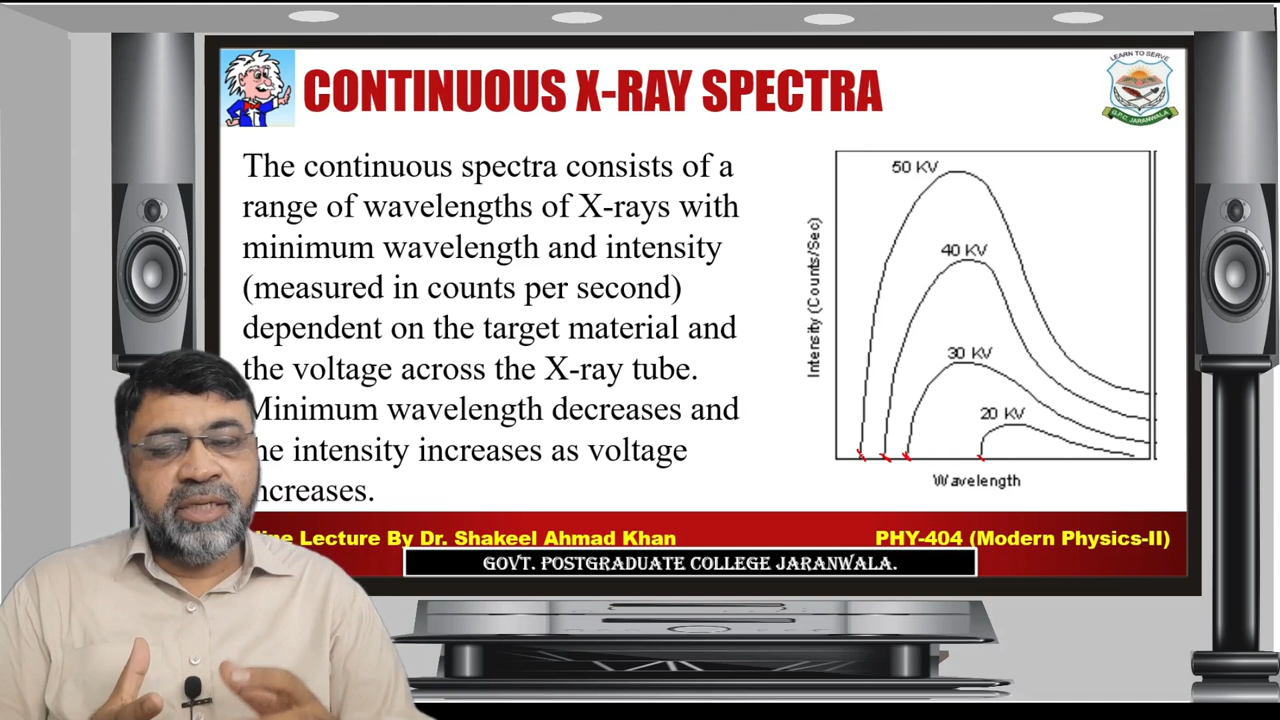 CONTINUOUS X-RAY SPECTRA
LEARN TO SERVE
G.P.C. JARANWALA
The continuous spectra consists of a
range of wavelengths of X-rays with
minimum wavelength and intensity
(measured in counts per second)
dependent on the target material and
the voltage across the X-ray tube.
Minimum wavelength decreases and
he intensity increases as voltage
ncreases.
50 KV
40 KV
30 KV
20 KV
Intensity (Counts/Sec)
Wavelength
Lecture By Dr. Shakeel Ahmad Khan
PHY-404 (Modern Physics-II)
GOVT. POSTGRADUATE COLLEGE JARANWALA.